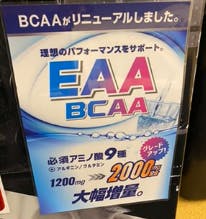 BCAAがリニューアルしました。
理想のパフォーマンスをサポート。
EAA
BCAA
必須アミノ酸9種
アルギニン/グルタミン
グレード
アップ!
1200mg
2000mg
大幅増量。